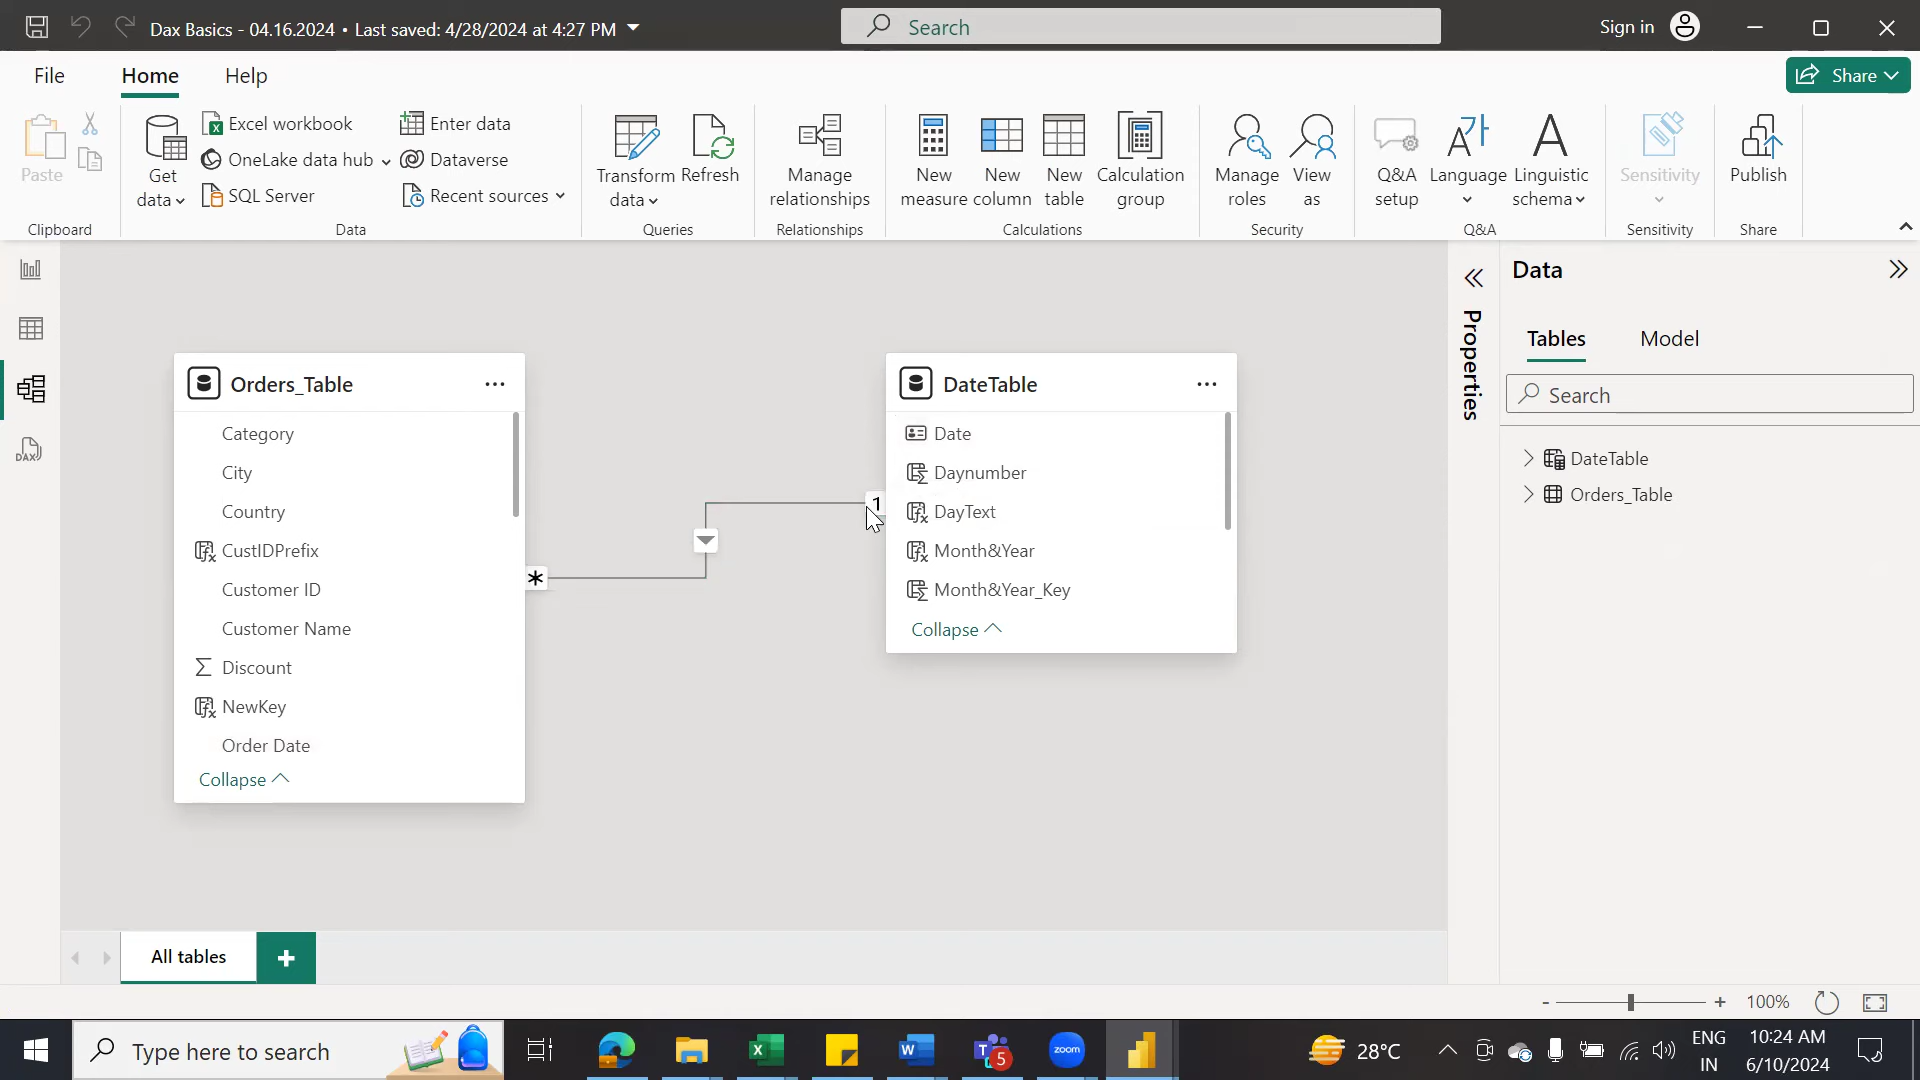 Dax Basics - 04.16.2024 • Last saved: 4/28/2024 at 4:27 PM
Search
Sign in
File
Home
Help
Share
Paste
Clipboard
Get data
Excel workbook
OneLake data hub
SQL Server
Enter data
Dataverse
Recent sources
Data
Transform data
Refresh
Queries
Manage relationships
Relationships
New measure
New column
New table
Calculation group
Calculations
Manage roles
View as
Security
Q&A setup
Language
Linguistic schema
Q&A
Sensitivity
Sensitivity
Publish
Share
DAX
Orders_Table
Category
City
Country
CustIDPrefix
Customer ID
Customer Name
Discount
NewKey
Order Date
Collapse
*
1
DateTable
Date
Daynumber
DayText
Month&Year
Month&Year_Key
Collapse
Properties
Data
Tables
Model
Search
DateTable
Orders_Table
All tables
+
- + 100%
Type here to search
5
zoom
28°C
ENG
IN
10:24 AM
6/10/2024